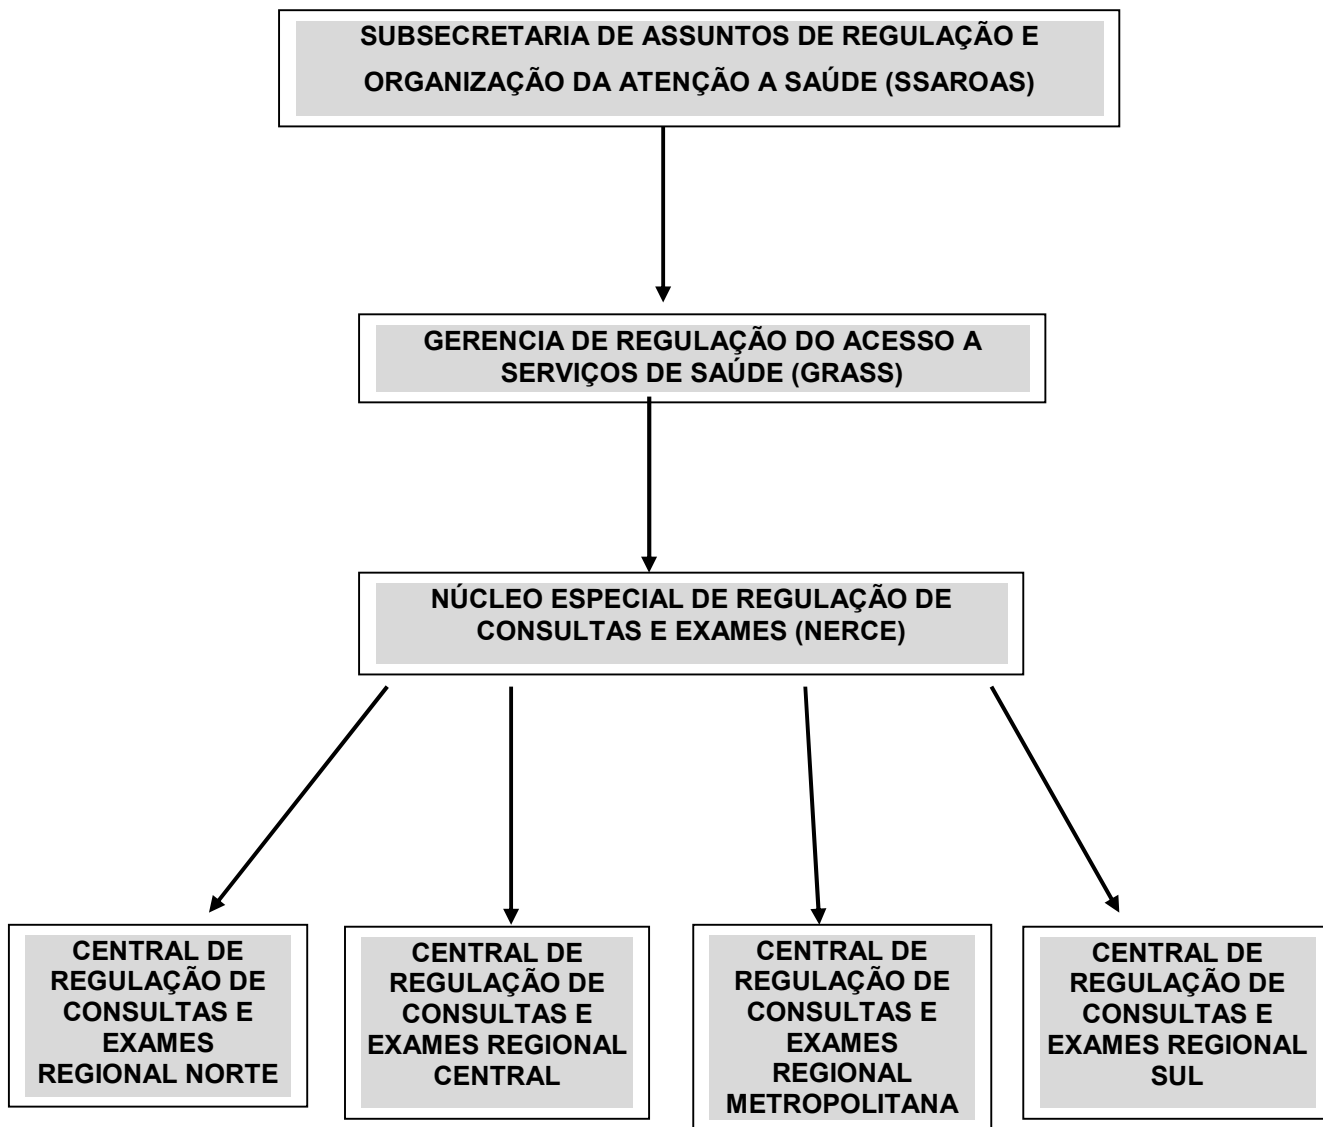 SUBSECRETARIA DE ASSUNTOS DE REGULAÇÃO E
ORGANIZAÇÃO DA ATENÇÃO A SAÚDE (SSAROAS)
GERENCIA DE REGULAÇÃO DO ACESSO A
SERVIÇOS DE SAÚDE (GRASS)
NÚCLEO ESPECIAL DE REGULAÇÃO DE
CONSULTAS E EXAMES (NERCE)
CENTRAL DE
REGULAÇÃO DE
CONSULTAS E
EXAMES
REGIONAL NORTE
CENTRAL DE
REGULAÇÃO DE
CONSULTAS E
EXAMES REGIONAL
CENTRAL
CENTRAL DE
REGULAÇÃO DE
CONSULTAS E
EXAMES
REGIONAL
METROPOLITANA
CENTRAL DE
REGULAÇÃO DE
CONSULTAS E
EXAMES REGIONAL
SUL